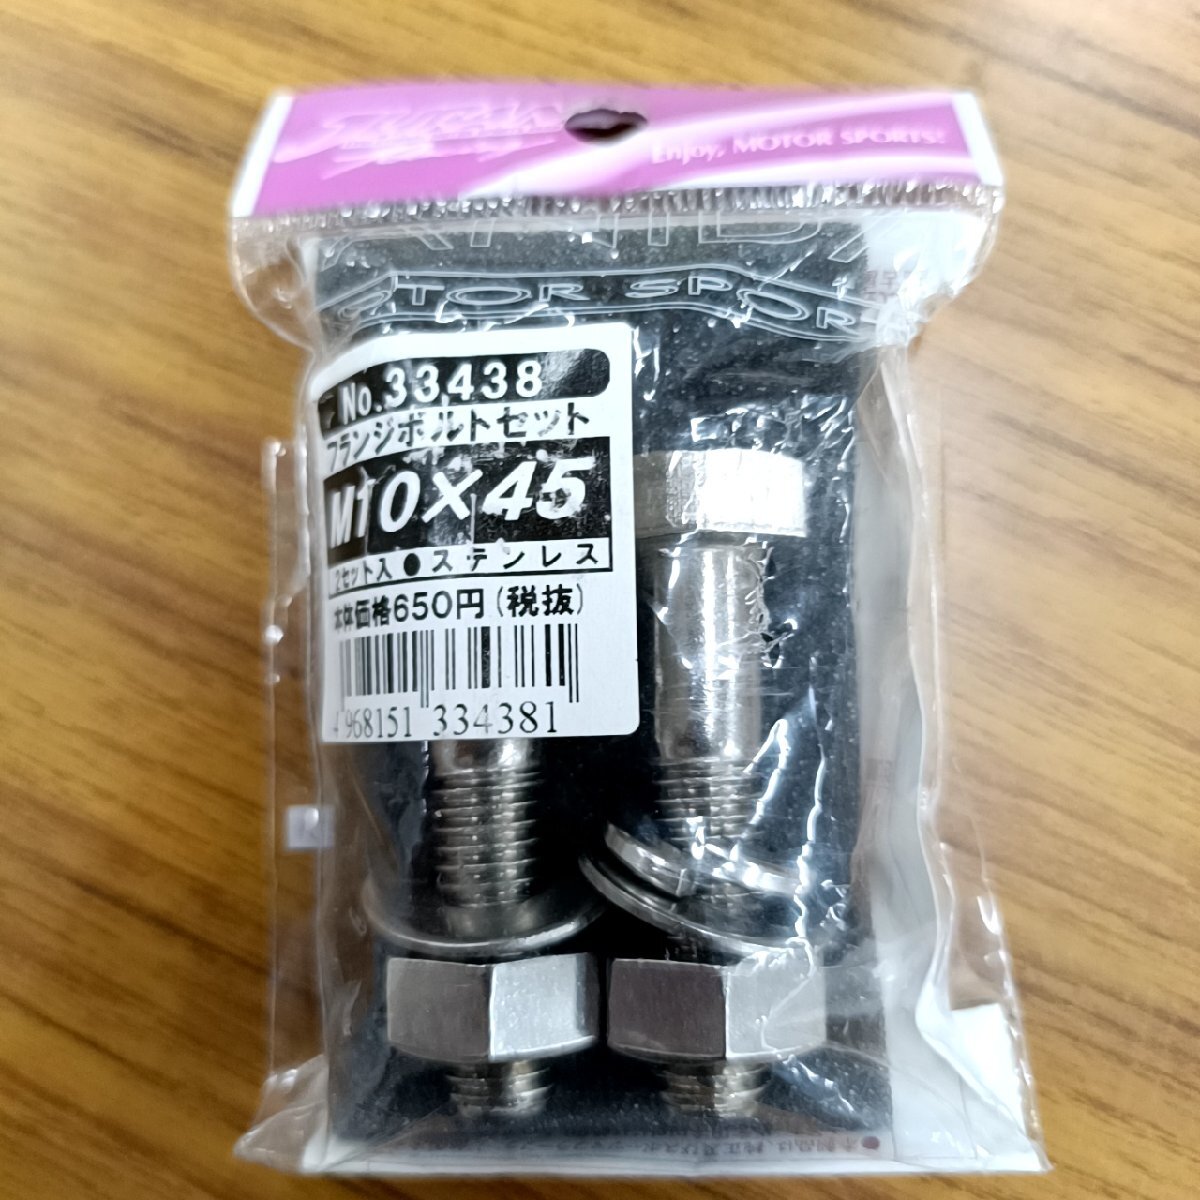 Enjoy, MOTOR SPORTS!
MOTOR SPOR
No.33438
フランジボルトセット
M10×45
2セット入●ステンレス
本体価格650円(税抜)
4968151 334381